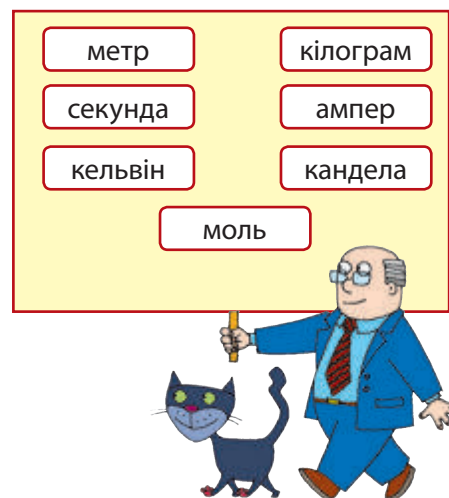 метр кілограм
секунда ампер
кельвін кандела
моль